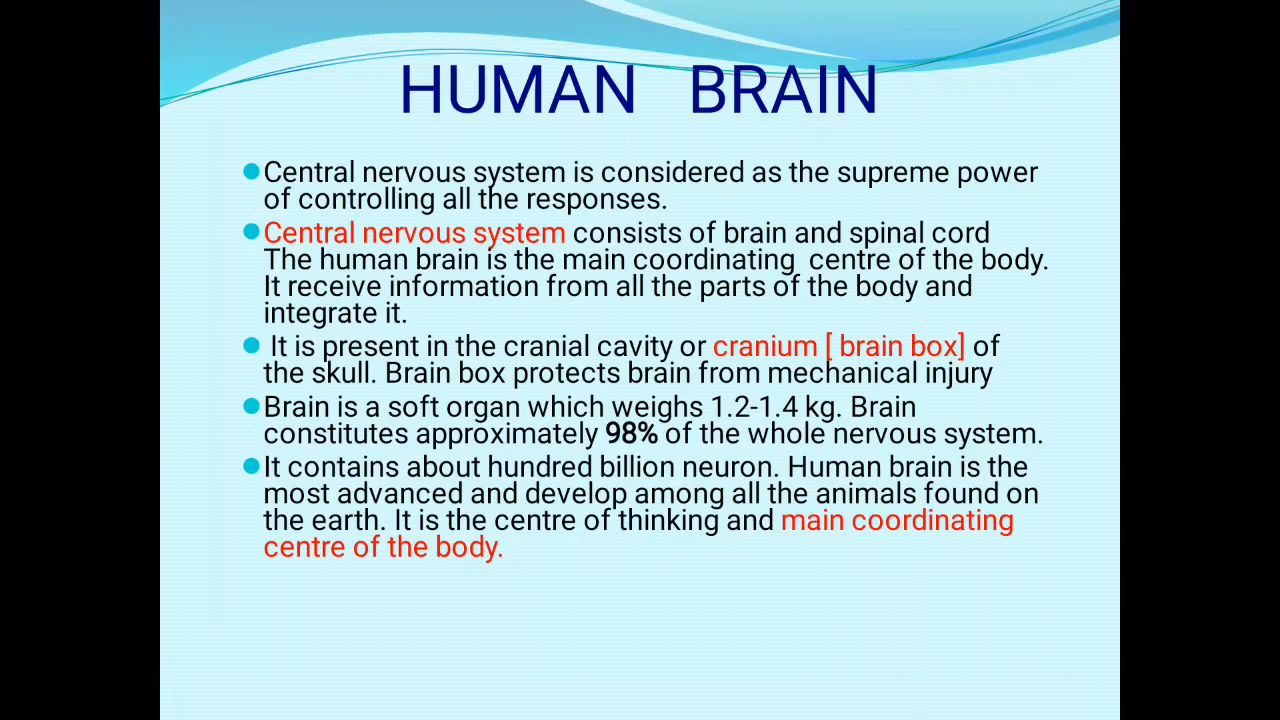 HUMAN BRAIN
Central nervous system is considered as the supreme power
of controlling all the responses.
Central nervous system consists of brain and spinal cord
The human brain is the main coordinating centre of the body.
It receive information from all the parts of the body and
integrate it.
It is present in the cranial cavity or cranium [ brain box] of
the skull. Brain box protects brain from mechanical injury
Brain is a soft organ which weighs 1.2-1.4 kg. Brain
constitutes approximately 98% of the whole nervous system.
It contains about hundred billion neuron. Human brain is the
most advanced and develop among all the animals found on
the earth. It is the centre of thinking and main coordinating
centre of the body.